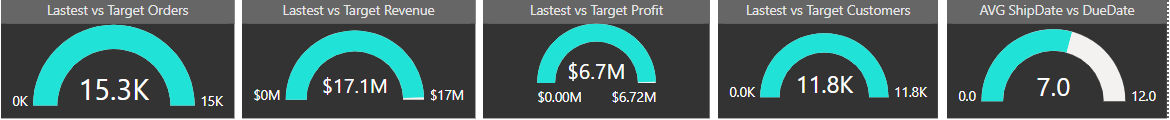 Lastest vs Target Orders
15.3K
0K
15K
Lastest vs Target Revenue
$17.1M
$0M
$17M
Lastest vs Target Profit
$6.7M
$0.00M
$6.72M
Lastest vs Target Customers
11.8K
0.0K
11.8K
AVG ShipDate vs DueDate
7.0
0.0
12.0